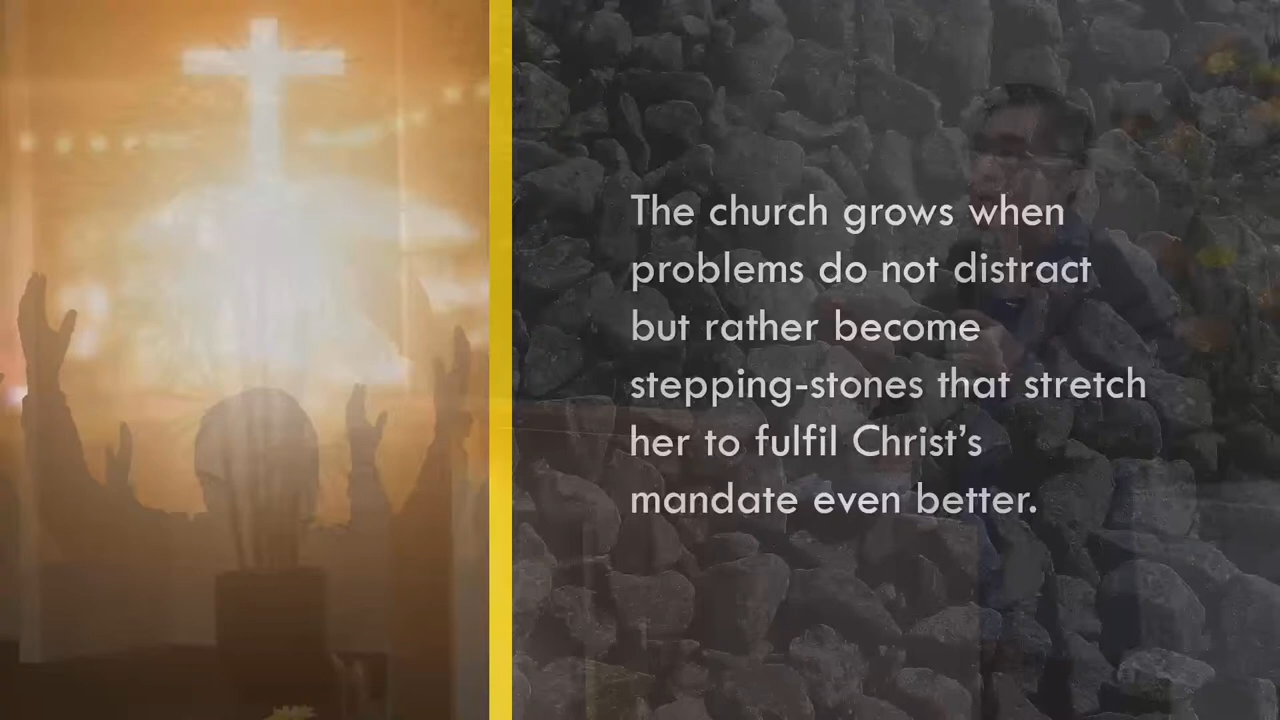 The church grows when
problems do not distract
but rather become
stepping-stones that stretch
her to fulfil Christ’s
mandate even better.